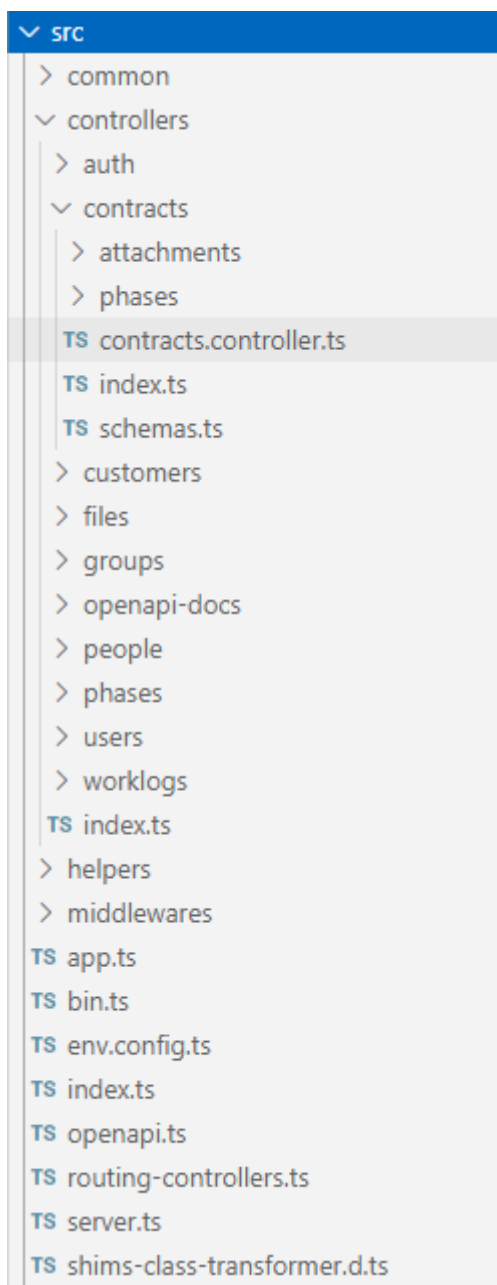 src
common
controllers
auth
contracts
attachments
phases
TS contracts.controller.ts
TS index.ts
TS schemas.ts
customers
files
groups
openapi-docs
people
phases
users
worklogs
TS index.ts
helpers
middlewares
TS app.ts
TS bin.ts
TS env.config.ts
TS index.ts
TS openapi.ts
TS routing-controllers.ts
TS server.ts
TS shims-class-transformer.d.ts